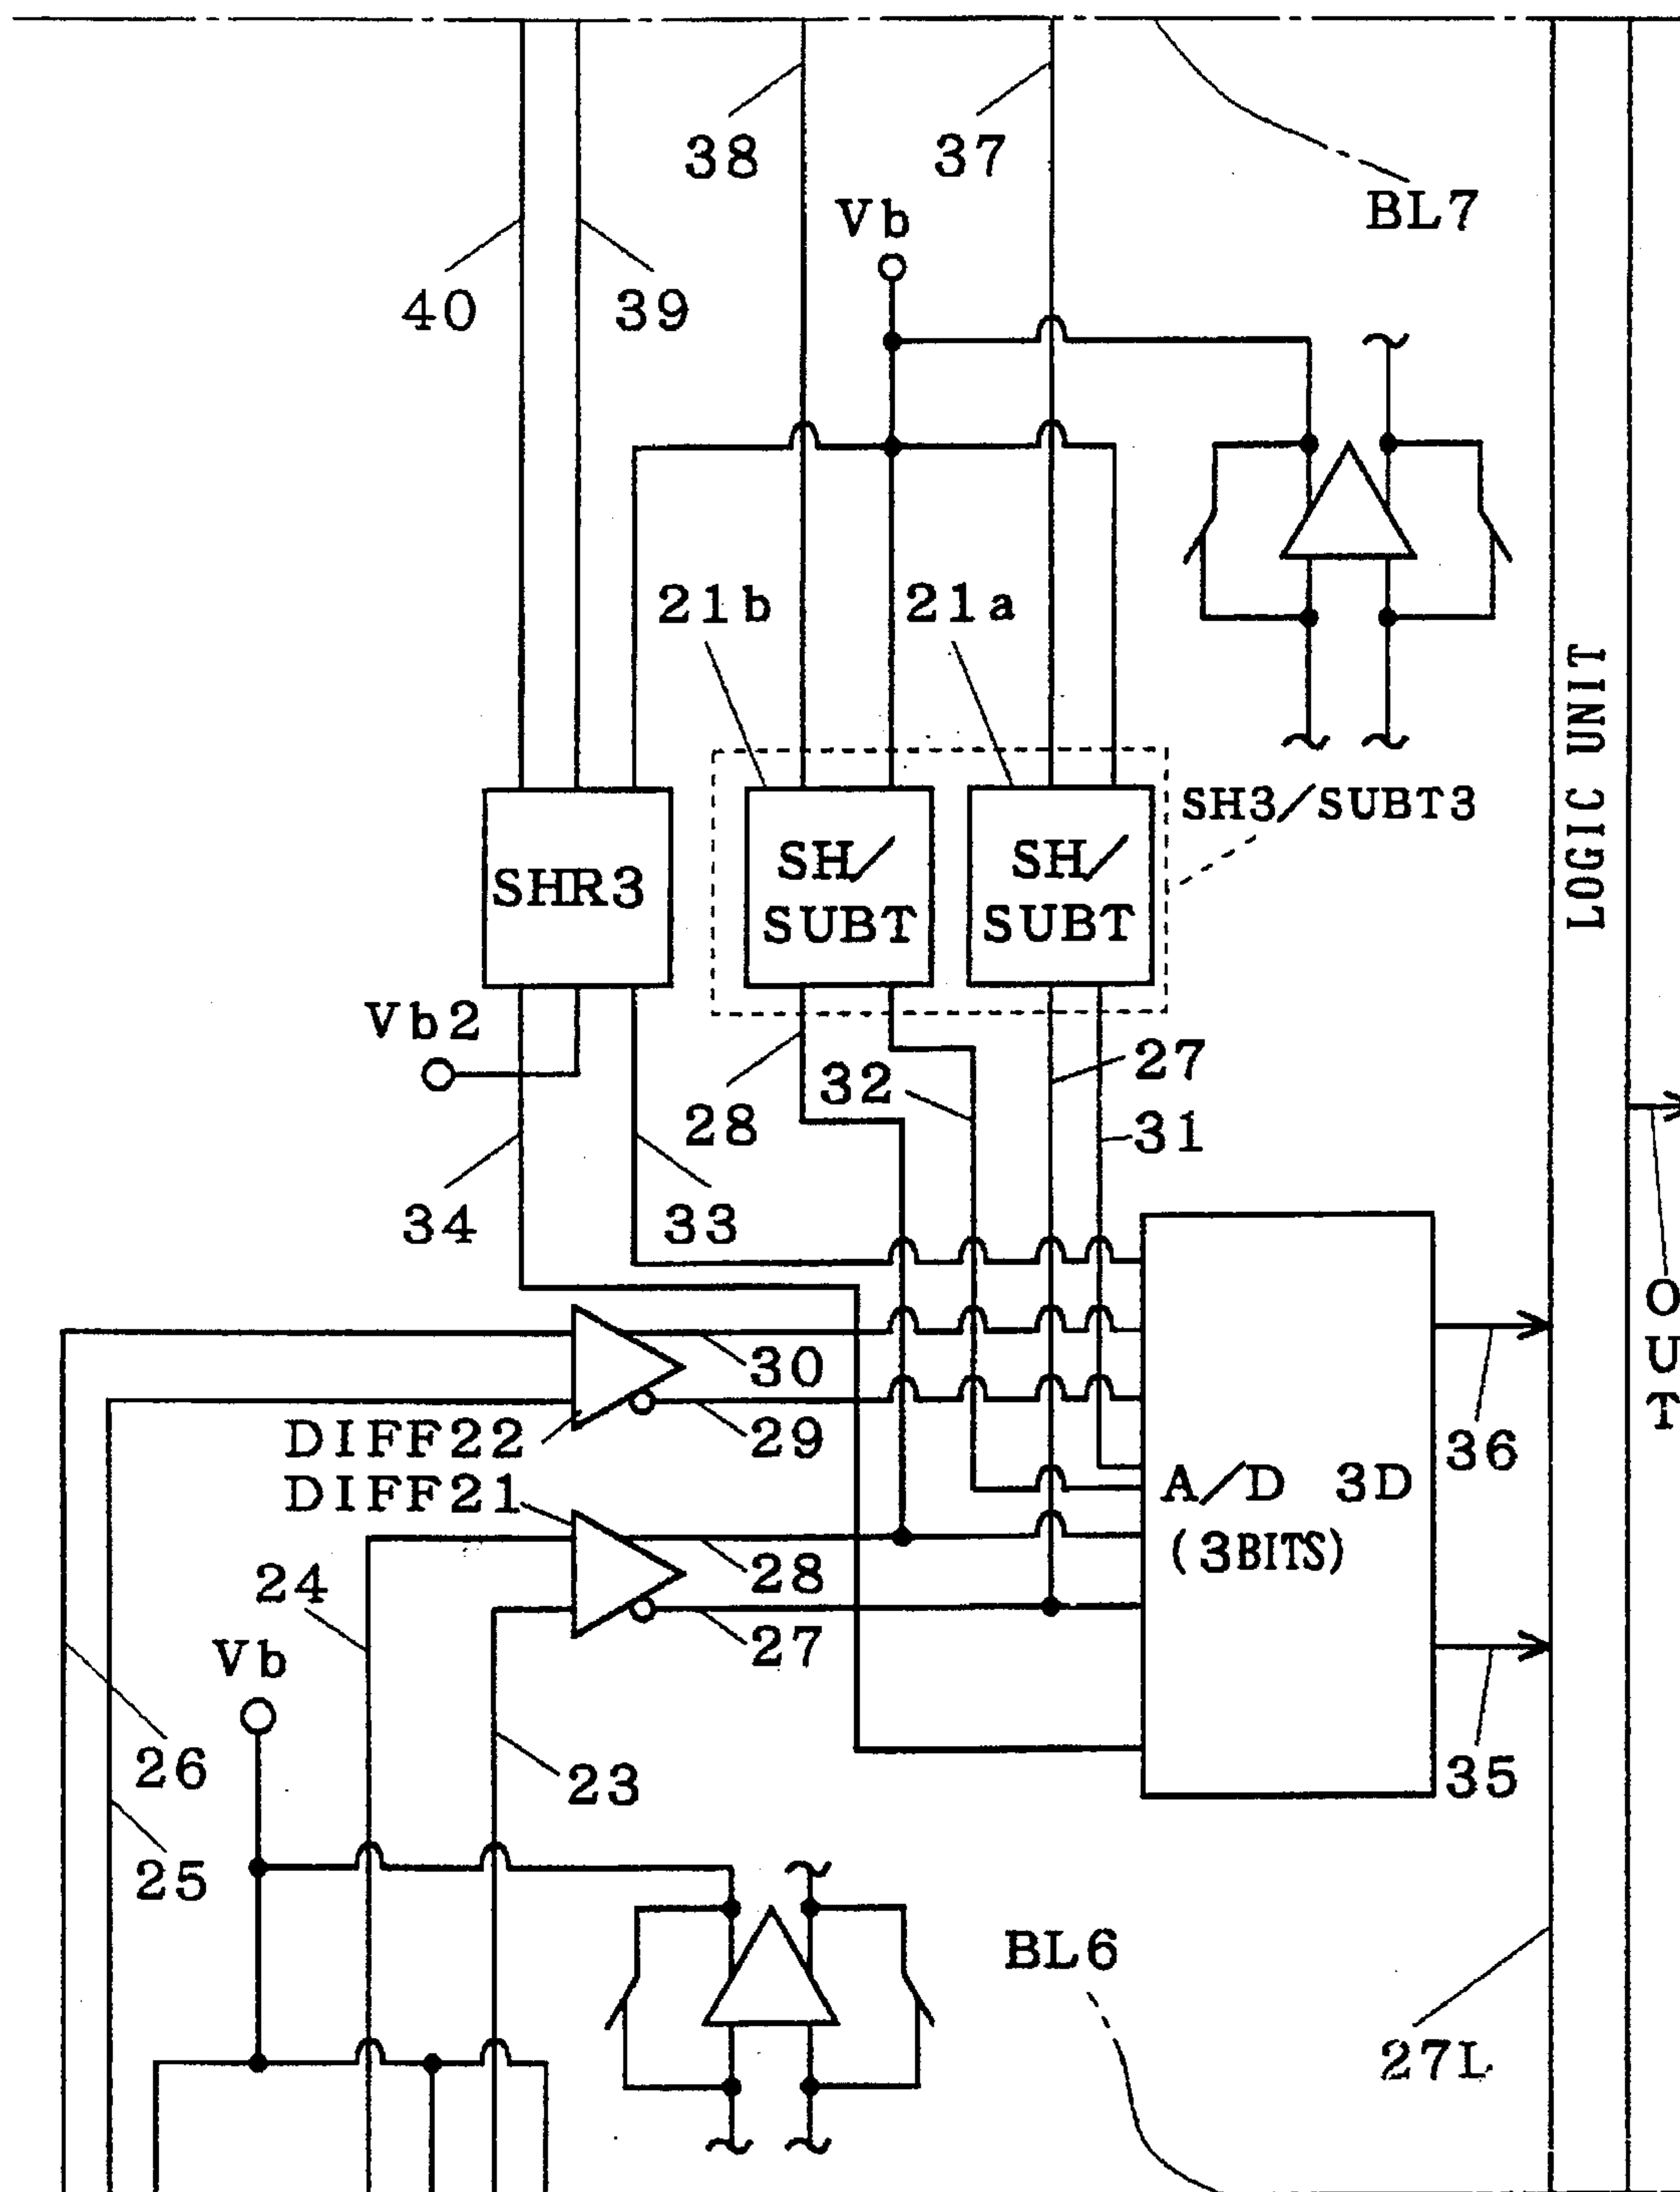 38
37
BL7
Vb
40
39
21b
21a
LOGIC UNIT
SH3/SUBT3
SHR3
SH/
SUBT
SH/
SUBT
Vb2
28
32
27
31
34
33
OUT
30
29
DIFF22
DIFF21
A/D 3D
(3BITS)
36
28
27
24
Vb
26
23
35
25
BL6
27L